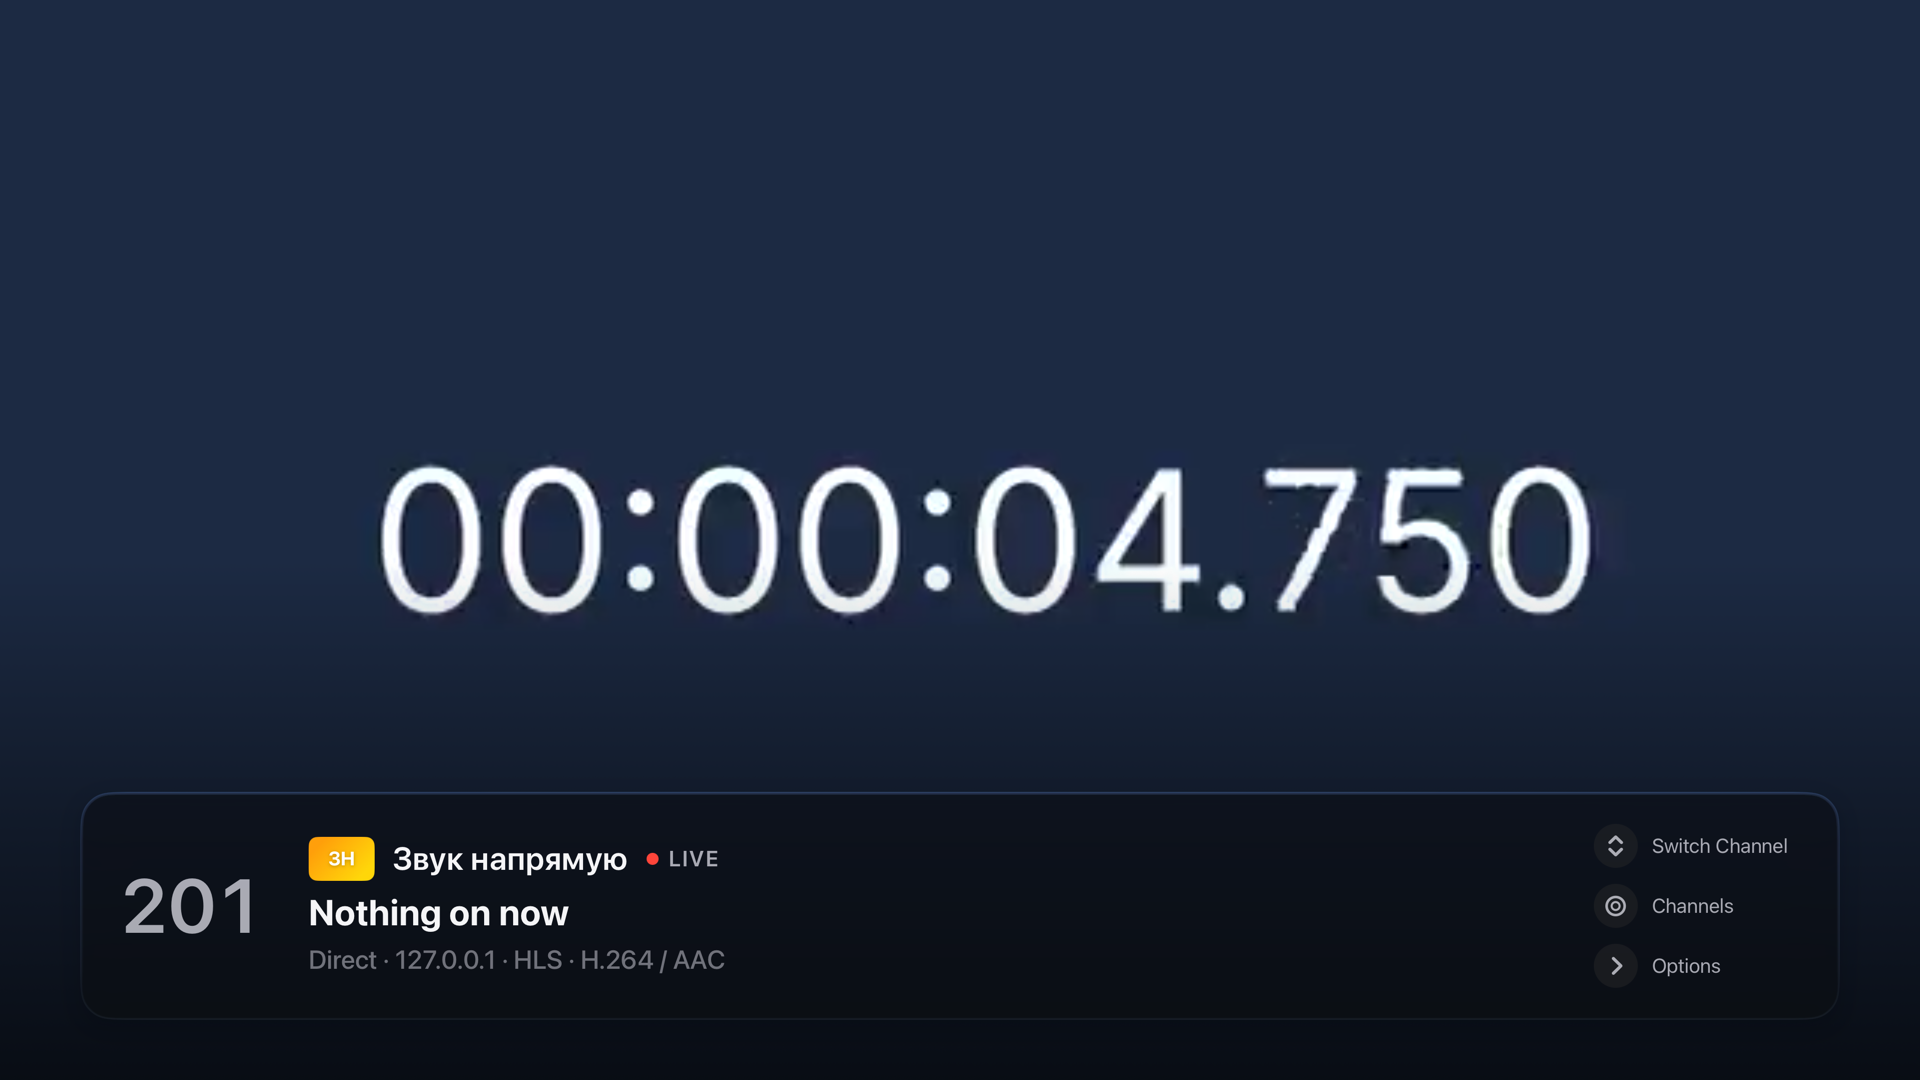 00:00:04.750
201
ЗН Звук напрямую LIVE
Nothing on now
Direct · 127.0.0.1 · HLS · H.264 / AAC
Switch Channel
Channels
Options